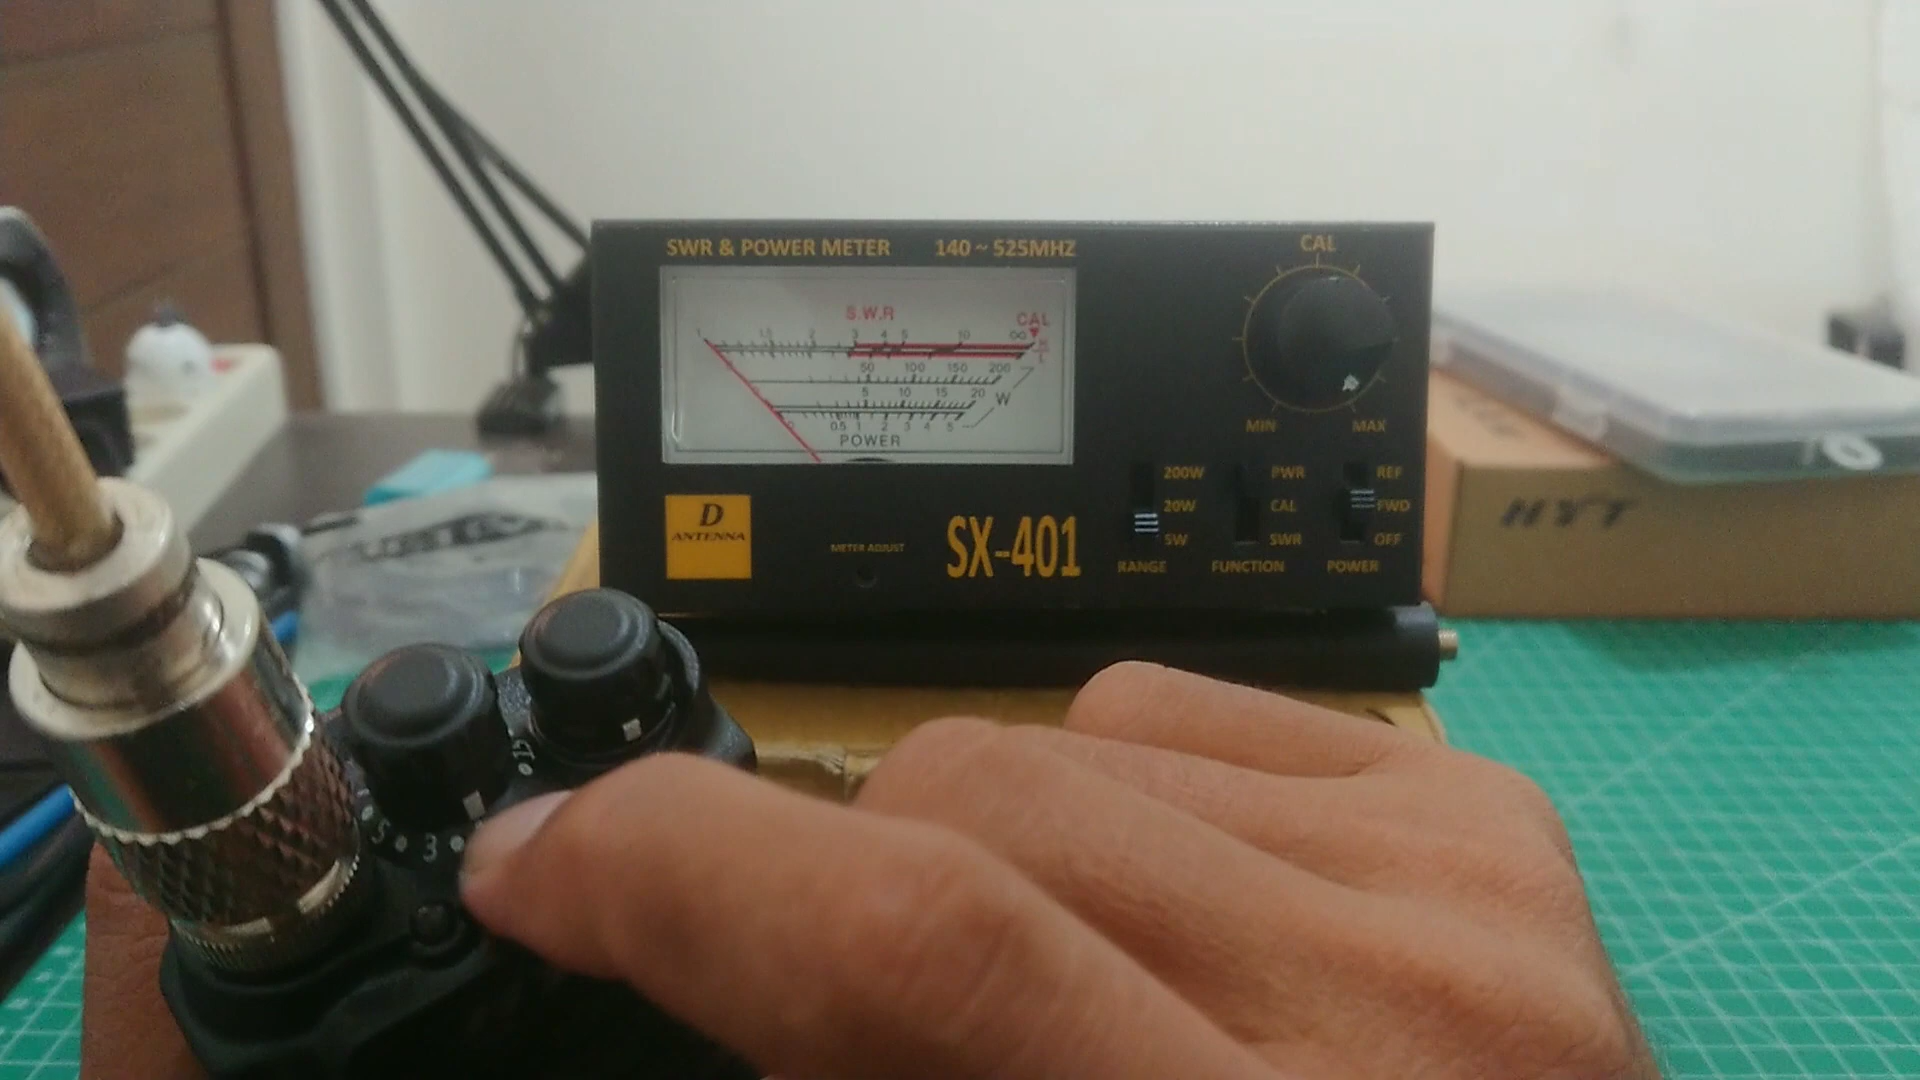 SWR & POWER METER 140 ~ 525MHZ
CAL
S.W.R
CAL
1 1.5 2 3 4 5 10 ∞
H
L
50 100 150 200
5 10 15 20
W
0 0.5 1 2 3 4 5
POWER
MIN MAX
200W PWR REF
20W CAL FWD
5W SWR OFF
RANGE FUNCTION POWER
D
ANTENNA
METER ADJUST
SX-401
HYT
5 3